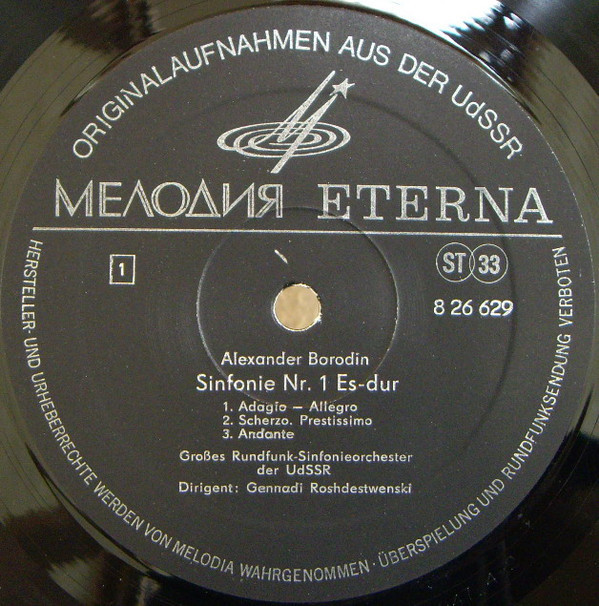 ORIGINALAUFNAHMEN AUS DER UdSSR
МЕЛОДИЯ ETERNA
1
ST 33
8 26 629
Alexander Borodin
Sinfonie Nr. 1 Es-dur
1. Adagio – Allegro
2. Scherzo. Prestissimo
3. Andante
Großes Rundfunk-Sinfonieorchester
der UdSSR
Dirigent: Gennadi Roshdestwenski
HERSTELLER- UND URHEBERRECHTE WERDEN VON MELODIA WAHRGENOMMEN · ÜBERSPIELUNG UND RUNDFUNKSENDUNG VERBOTEN